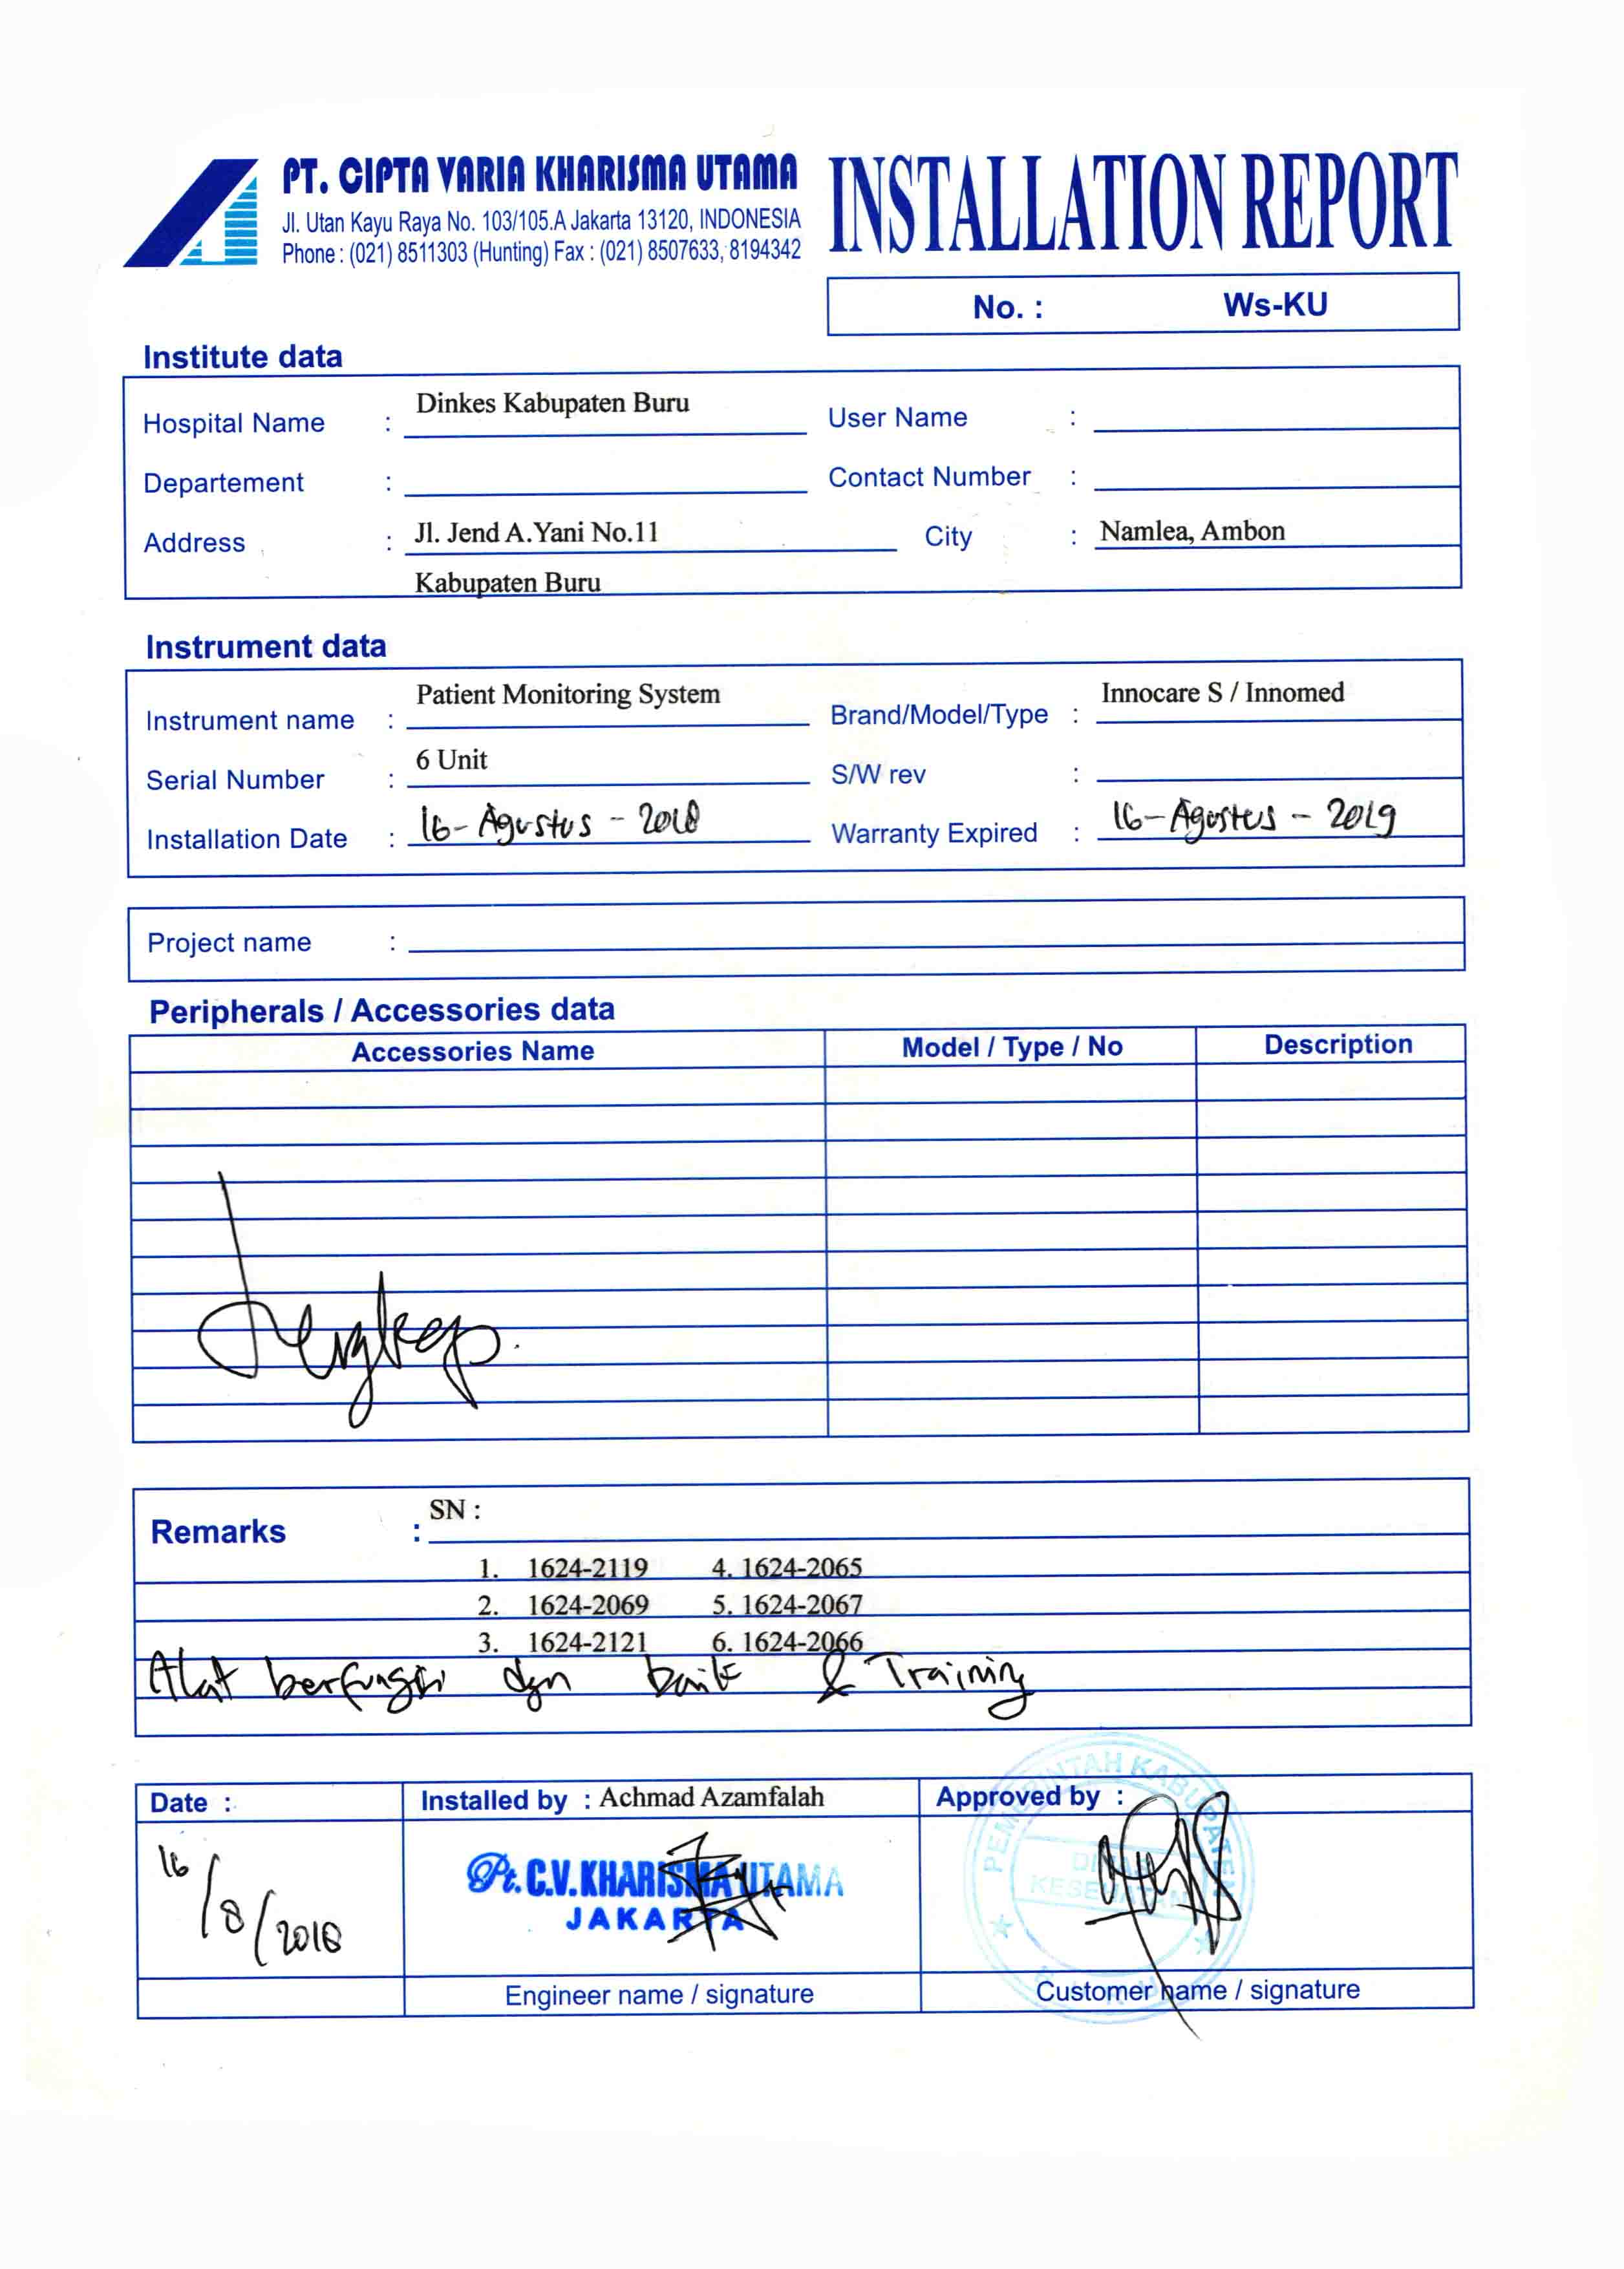 PT. CIPTA VARIA KHARISMA UTAMA
Jl. Utan Kayu Raya No. 103/105.A Jakarta 13120, INDONESIA
Phone : (021) 8511303 (Hunting) Fax : (021) 8507633, 8194342
INSTALLATION REPORT
No. : Ws-KU
Institute data
Hospital Name : Dinkes Kabupaten Buru User Name :
Departement : Contact Number :
Address : Jl. Jend A.Yani No.11 City : Namlea, Ambon
Kabupaten Buru
Instrument data
Instrument name : Patient Monitoring System Brand/Model/Type : Innocare S / Innomed
Serial Number : 6 Unit S/W rev :
Installation Date : 16-Agustus - 2018 Warranty Expired : 16-Agustus - 2019
Project name :
Peripherals / Accessories data
Accessories Name Model / Type / No Description
Lengkap.
Remarks : SN :
1. 1624-2119 4. 1624-2065
2. 1624-2069 5. 1624-2067
3. 1624-2121 6. 1624-2066
Alat berfungsi dgn baik & Training
Date : Installed by : Achmad Azamfalah Approved by :
16/8/2018
Pt. C.V. KHARISMA UTAMA
JAKARTA
PEMERINTAH KABUPATEN
DINAS
KESEHATAN
Engineer name / signature Customer name / signature